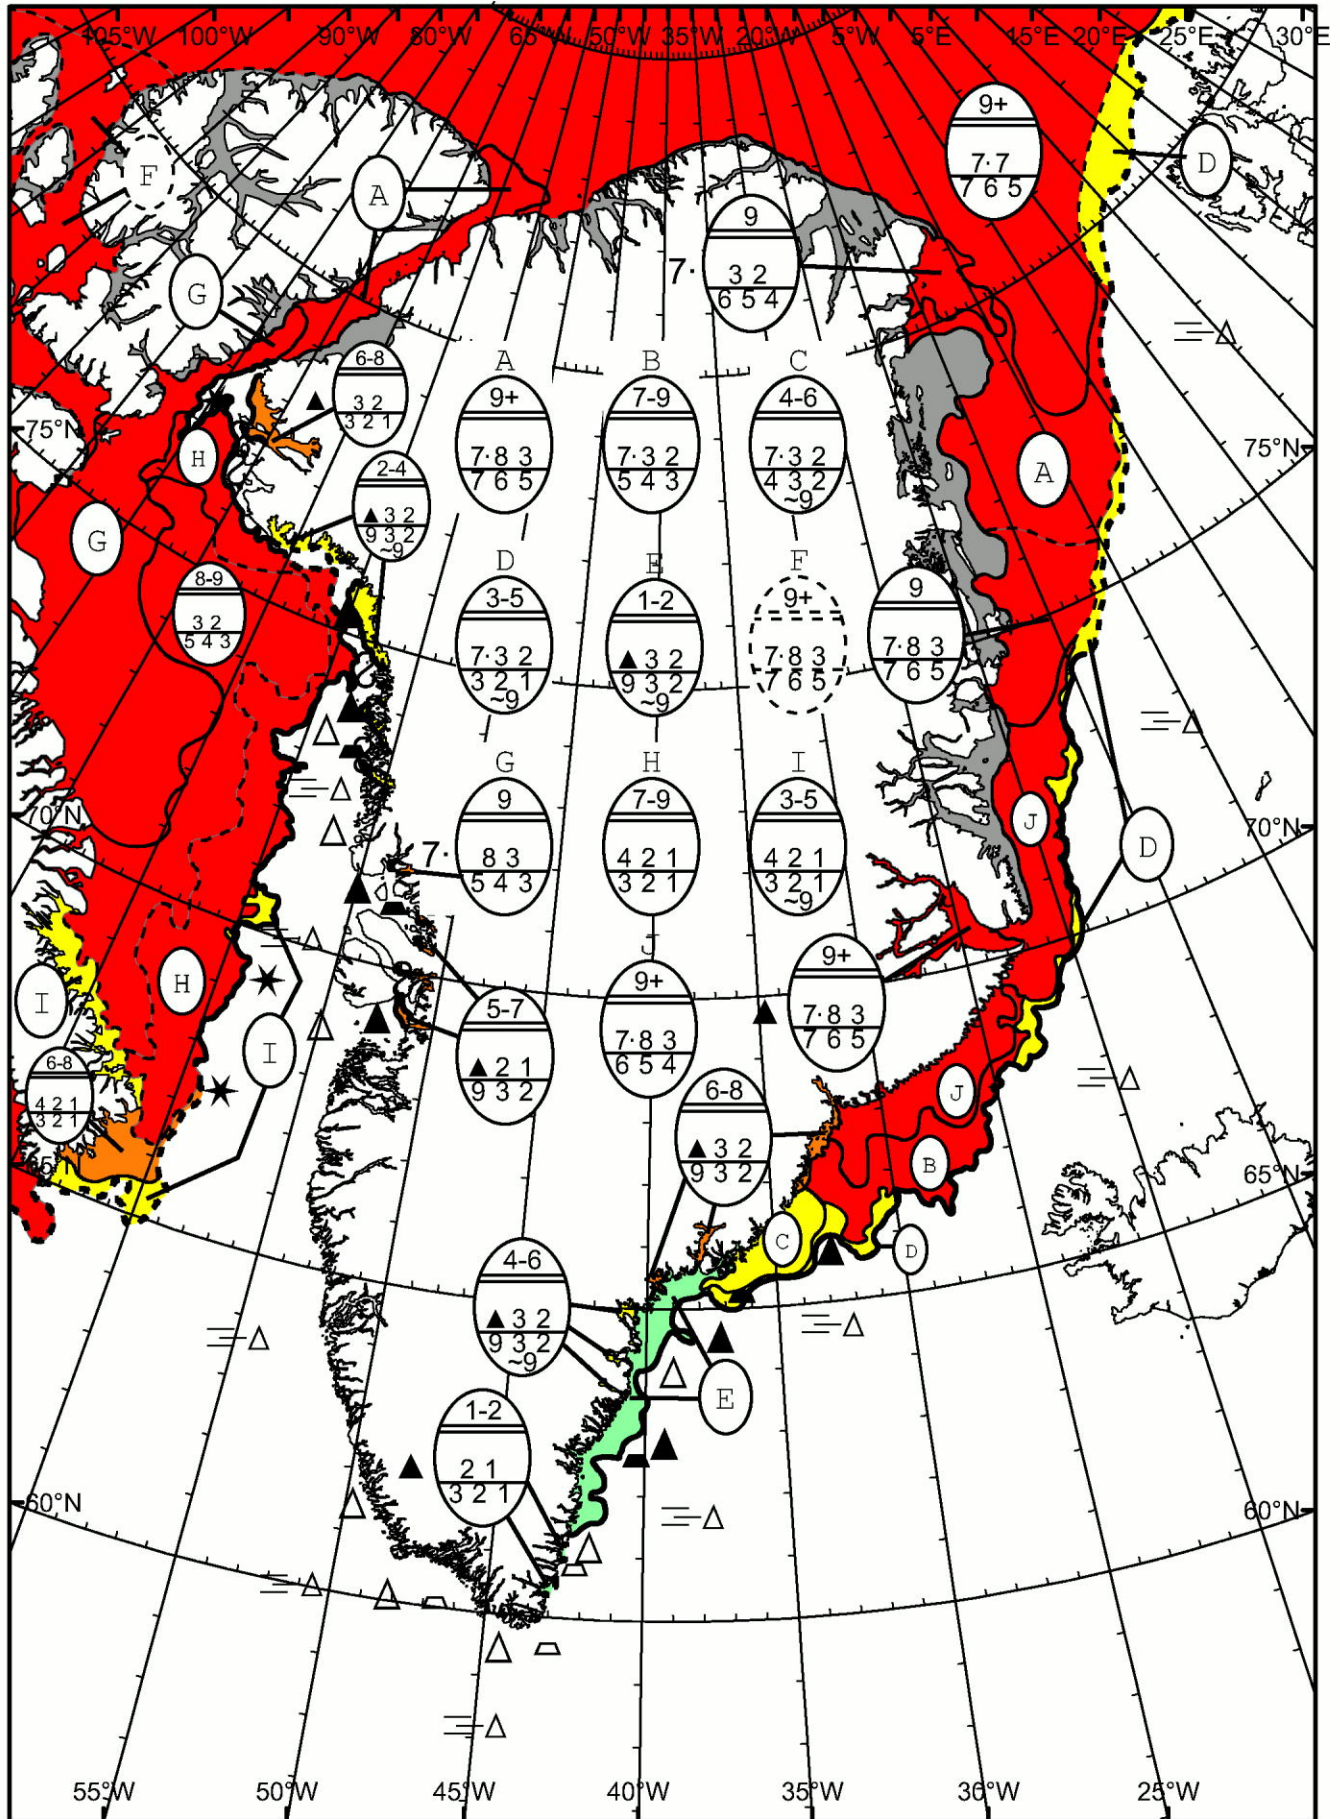 105°W 100°W 90°W 80°W 65°W 50°W 35°W 20°W 5°W 5°E 15°E 20°E 25°E 30°E
9+
7·7
7 6 5
D
F
A
9
7·
3 2
6 5 4
G
6-8
3 2
3 2 1
A
9+
7·8 3
7 6 5
B
7-9
7·3 2
5 4 3
C
4-6
7·3 2
4 3 2
~9
75°N
75°N
H
A
2-4
▲3 2
9 3 2
~9
G
8-9
3 2
5 4 3
D
3-5
7·3 2
3 2 1
~9
E
1-2
▲3 2
9 3 2
~9
F
9+
7·8 3
7 6 5
9
7·8 3
7 6 5
G
9
7·
8 3
5 4 3
H
7-9
4 2 1
3 2 1
I
3-5
4 2 1
3 2 1
~9
J
D
70°N
70°N
J
9+
7·8 3
6 5 4
9+
7·8 3
7 6 5
5-7
▲2 1
9 3 2
H
I
I
6-8
4 2 1
3 2 1
J
B
6-8
▲3 2
9 3 2
65°N
C
D
4-6
▲3 2
9 3 2
~9
E
1-2
2 1
3 2 1
60°N
60°N
55°W 50°W 45°W 40°W 35°W 30°W 25°W